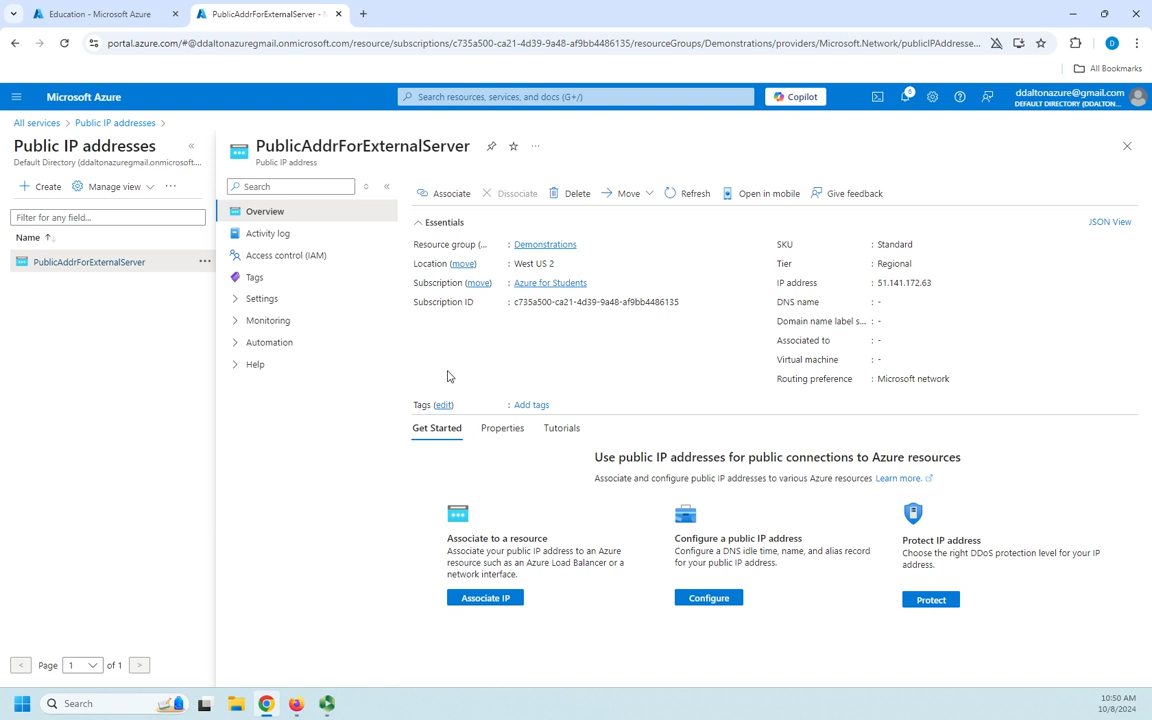 Education - Microsoft Azure
PublicAddrForExternalServer -
portal.azure.com/#@ddaltonazuregmail.onmicrosoft.com/resource/subscriptions/c735a500-ca21-4d39-9a48-af9bb4486135/resourceGroups/Demonstrations/providers/Microsoft.Network/publicIPAddresse...
D
All Bookmarks
Microsoft Azure
Search resources, services, and docs (G+/)
Copilot
6
ddaltonazure@gmail.com
DEFAULT DIRECTORY (DDALTON...
All services > Public IP addresses >
Public IP addresses
Default Directory (ddaltonazuregmail.onmicrosoft....
Create
Manage view
Filter for any field...
Name
PublicAddrForExternalServer
Page 1 of 1
PublicAddrForExternalServer
Public IP address
Search
Overview
Activity log
Access control (IAM)
Tags
Settings
Monitoring
Automation
Help
Associate
Dissociate
Delete
Move
Refresh
Open in mobile
Give feedback
Essentials
JSON View
Resource group (... : Demonstrations
Location (move) : West US 2
Subscription (move) : Azure for Students
Subscription ID : c735a500-ca21-4d39-9a48-af9bb4486135
SKU : Standard
Tier : Regional
IP address : 51.141.172.63
DNS name : -
Domain name label s... : -
Associated to : -
Virtual machine : -
Routing preference : Microsoft network
Tags (edit) : Add tags
Get Started
Properties
Tutorials
Use public IP addresses for public connections to Azure resources
Associate and configure public IP addresses to various Azure resources Learn more.
Associate to a resource
Associate your public IP address to an Azure
resource such as an Azure Load Balancer or a
network interface.
Associate IP
Configure a public IP address
Configure a DNS idle time, name, and alias record
for your public IP address.
Configure
Protect IP address
Choose the right DDoS protection level for your IP
address.
Protect
Search
10:50 AM
10/8/2024